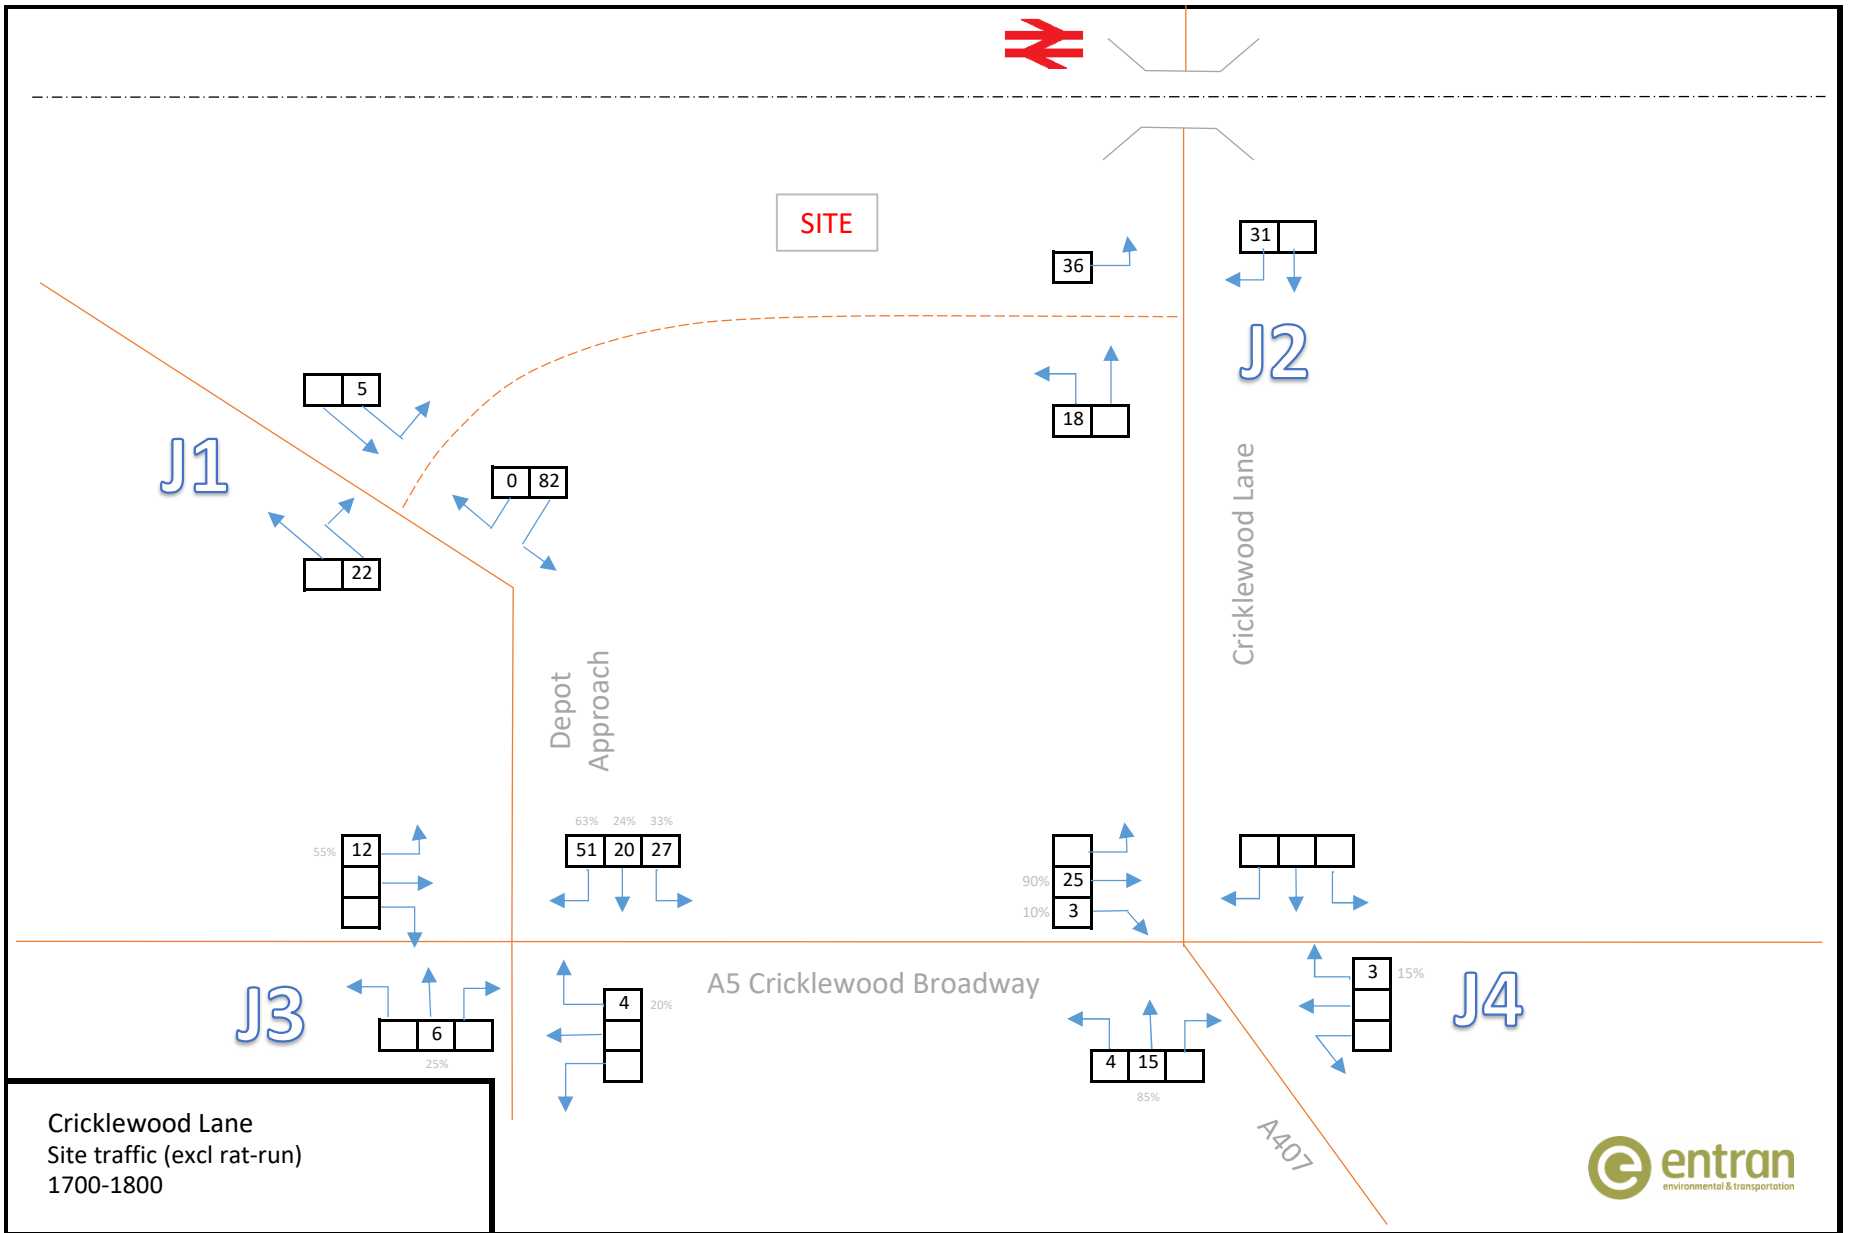 SITE
31
36
18
J2
5
J1
0 82
22
Cricklewood Lane
Depot
Approach
63% 24% 33%
51 20 27
55% 12
90% 25
10% 3
J3
6
25%
4 20%
A5 Cricklewood Broadway
4 15
85%
3 15%
J4
A407
Cricklewood Lane
Site traffic (excl rat-run)
1700-1800
e entran
environmental & transportation